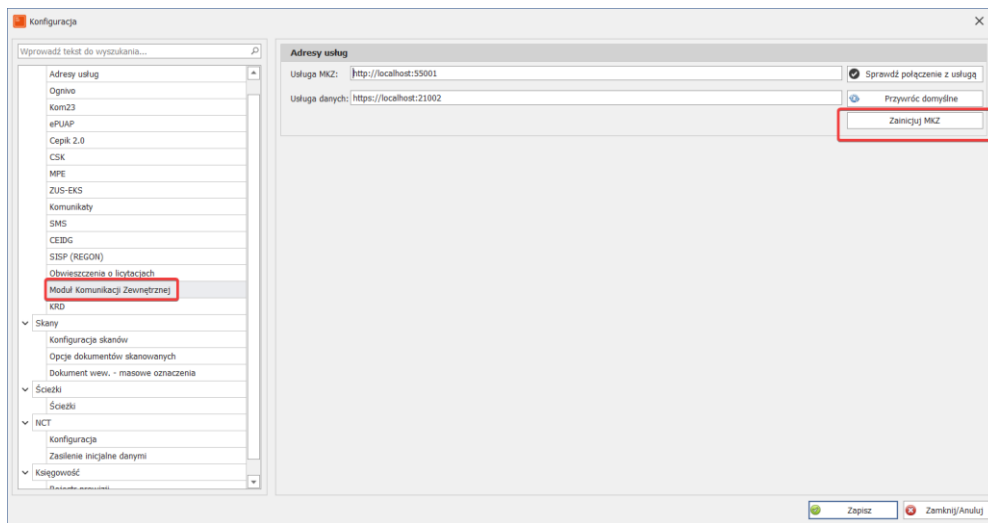 Konfiguracja
Wprowadź tekst do wyszukania...
Adresy usług
Ognivo
Kom23
ePUAP
Cepik 2.0
CSK
MPE
ZUS-EKS
Komunikaty
SMS
CEIDG
SISP (REGON)
Obwieszczenia o licytacjach
Moduł Komunikacji Zewnętrznej
KRD
Skany
Konfiguracja skanów
Opcje dokumentów skanowanych
Dokument wew. - masowe oznaczenia
Ścieżki
Ścieżki
NCT
Konfiguracja
Zasilenie inicjalne danymi
Księgowość
Adresy usług
Usługa MKZ: http://localhost:55001 Sprawdź połączenie z usługą
Usługa danych: https://localhost:21002 Przywróc domyślne
Zainicjuj MKZ
Zapisz Zamknij/Anuluj